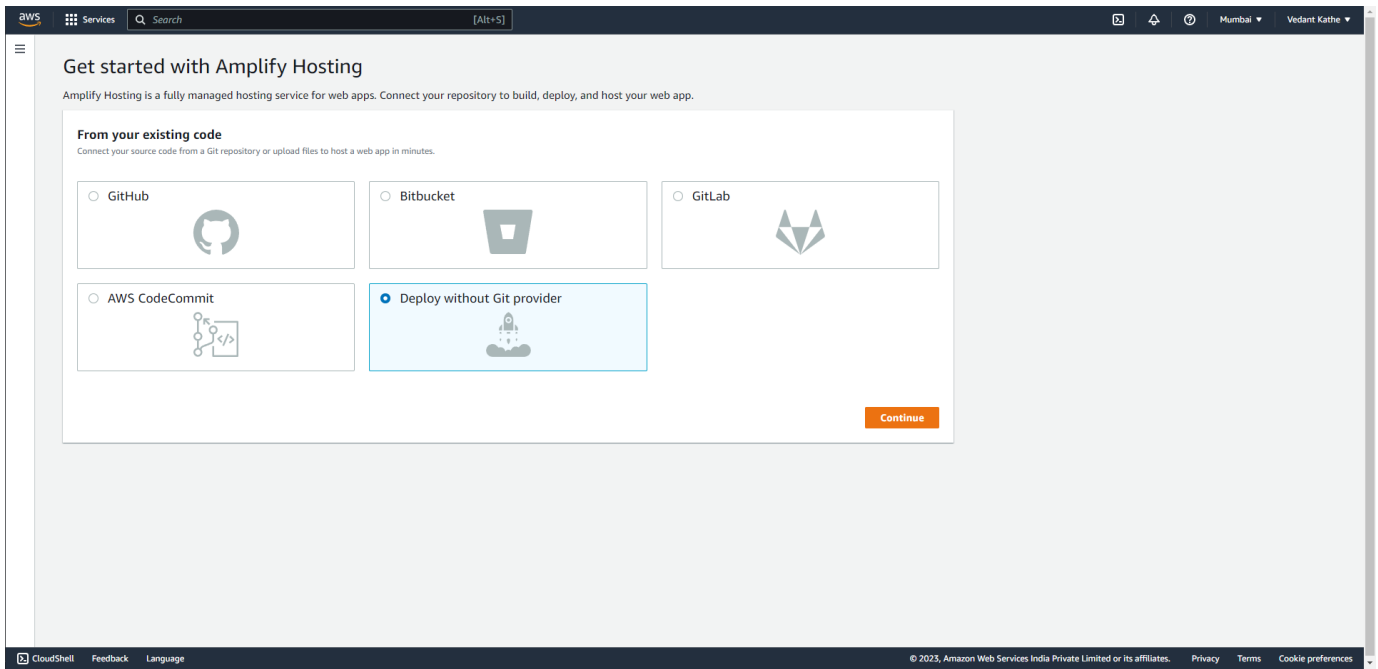 aws Services Search [Alt+S] Mumbai ▼ Vedant Kathe ▼
Get started with Amplify Hosting
Amplify Hosting is a fully managed hosting service for web apps. Connect your repository to build, deploy, and host your web app.
From your existing code
Connect your source code from a Git repository or upload files to host a web app in minutes.
GitHub Bitbucket GitLab
AWS CodeCommit Deploy without Git provider
Continue
CloudShell Feedback Language © 2023, Amazon Web Services India Private Limited or its affiliates. Privacy Terms Cookie preferences